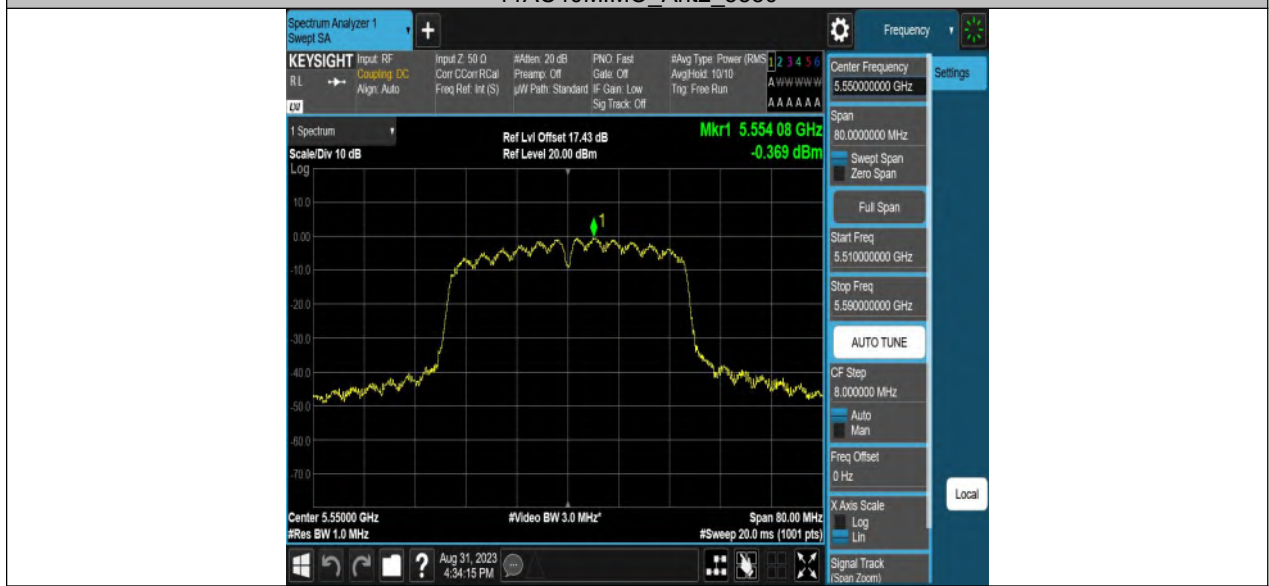 Spectrum Analyzer 1
Swept SA
+
Frequency
KEYSIGHT
RL
LXI
Input: RF
Coupling: DC
Align: Auto
Input Z: 50 Ω
Corr CCorr RCal
Freq Ref: Int (S)
#Atten: 20 dB
Preamp: Off
µW Path: Standard
PNO: Fast
Gate: Off
IF Gain: Low
Sig Track: Off
#Avg Type: Power (RMS
Avg|Hold: 10/10
Trig: Free Run
1 2 3 4 5 6
A W W W W W
A A A A A A
1 Spectrum
Scale/Div 10 dB
Log
Ref Lvl Offset 17.43 dB
Ref Level 20.00 dBm
Mkr1 5.554 08 GHz
-0.369 dBm
1
10.0
0.00
-10.0
-20.0
-30.0
-40.0
-50.0
-60.0
-70.0
Center 5.55000 GHz
#Res BW 1.0 MHz
#Video BW 3.0 MHz*
Span 80.00 MHz
#Sweep 20.0 ms (1001 pts)
Center Frequency
5.550000000 GHz
Settings
Span
80.0000000 MHz
Swept Span
Zero Span
Full Span
Start Freq
5.510000000 GHz
Stop Freq
5.590000000 GHz
AUTO TUNE
CF Step
8.000000 MHz
Auto
Man
Freq Offset
0 Hz
X Axis Scale
Log
Lin
Local
Signal Track
(Span Zoom)
?
Aug 31, 2023
4:34:15 PM